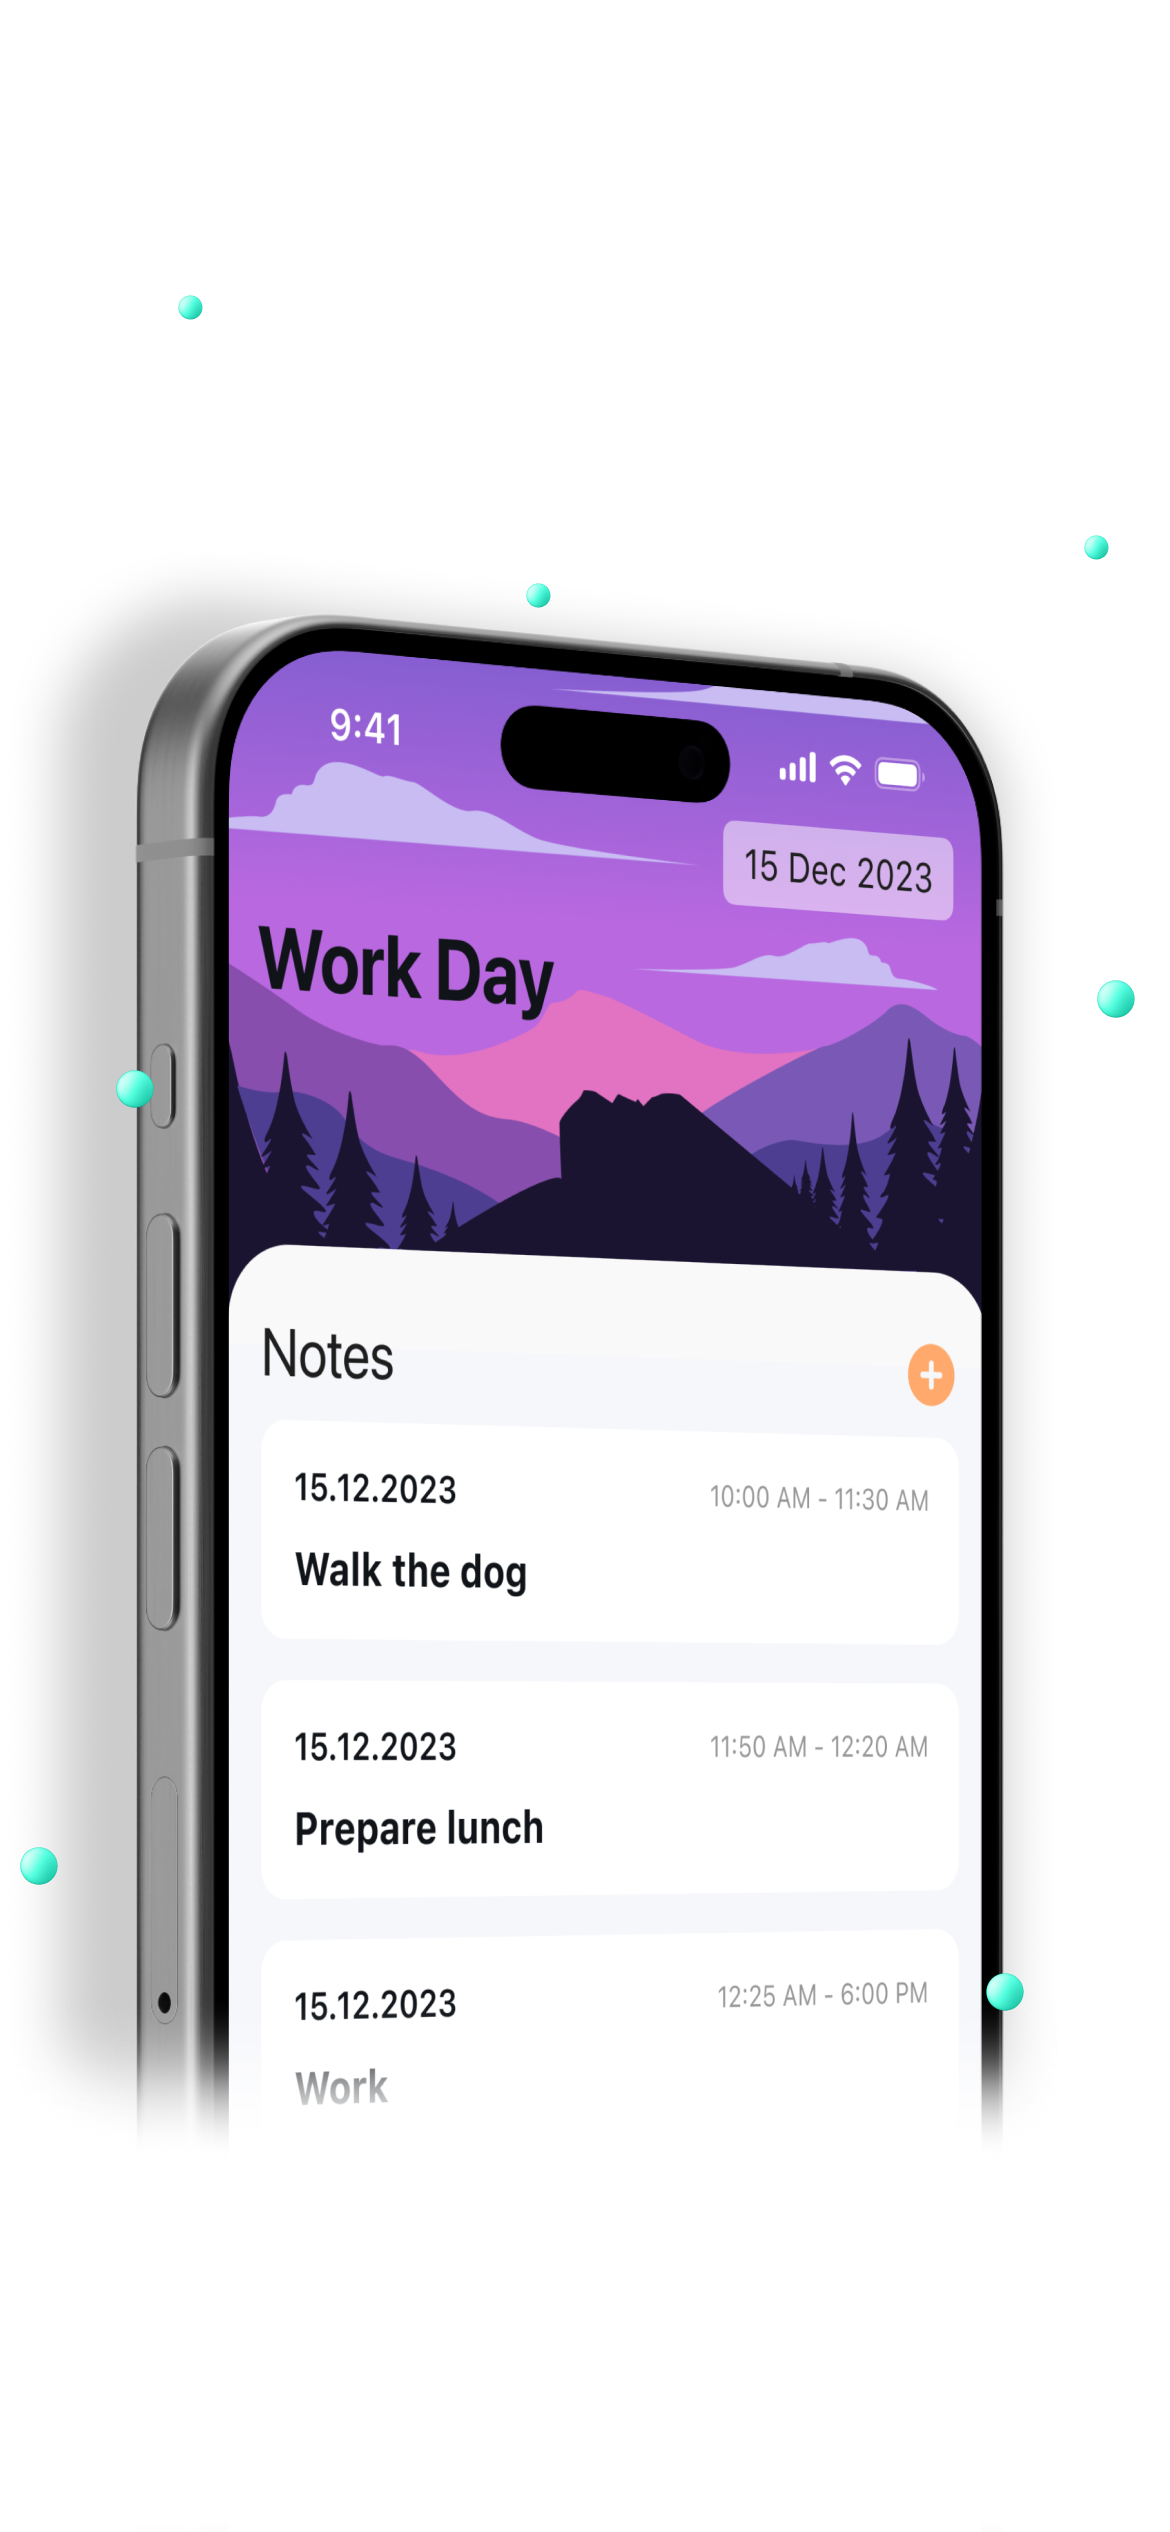 9:41
15 Dec 2023
Work Day
Notes
15.12.2023
10:00 AM - 11:30 AM
Walk the dog
15.12.2023
11:50 AM - 12:20 AM
Prepare lunch
15.12.2023
12:25 AM - 6:00 PM
Work